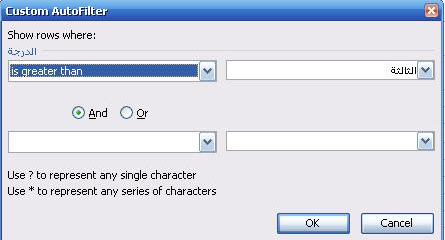 Custom AutoFilter
Show rows where:
الدرجة
is greater than الثالثة
And Or
Use ? to represent any single character
Use * to represent any series of characters
OK Cancel